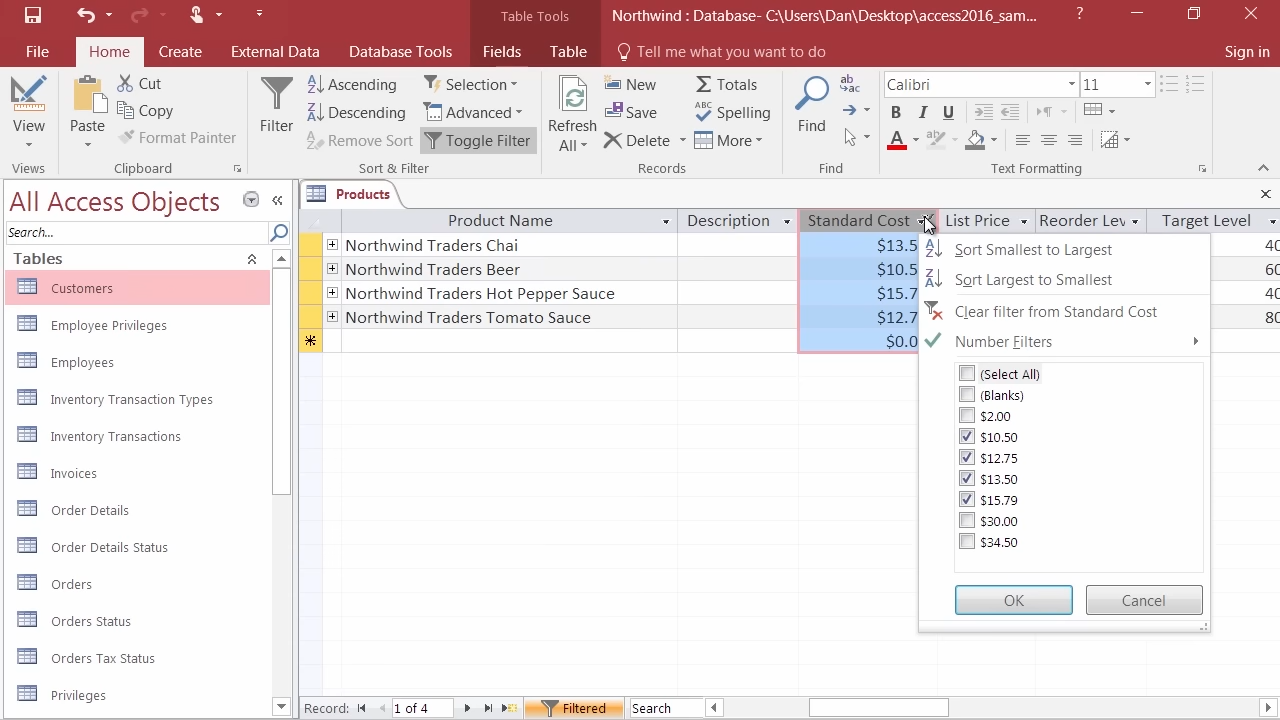 Table Tools
Northwind : Database- C:\Users\Dan\Desktop\access2016_sam...
?
File
Home
Create
External Data
Database Tools
Fields
Table
Tell me what you want to do
Sign in
View
Views
Paste
Cut
Copy
Format Painter
Clipboard
Filter
Ascending
Descending
Remove Sort
Selection
Advanced
Toggle Filter
Sort & Filter
Refresh
All
New
Save
Delete
Totals
Spelling
More
Records
Find
Find
Calibri
11
B I U
Text Formatting
All Access Objects
Search...
Tables
Customers
Employee Privileges
Employees
Inventory Transaction Types
Inventory Transactions
Invoices
Order Details
Order Details Status
Orders
Orders Status
Orders Tax Status
Privileges
Products
Product Name Description Standard Cost List Price Reorder Lev Target Level
Northwind Traders Chai $13.5 40
Northwind Traders Beer $10.5 60
Northwind Traders Hot Pepper Sauce $15.7 40
Northwind Traders Tomato Sauce $12.7 80
$0.0
Sort Smallest to Largest
Sort Largest to Smallest
Clear filter from Standard Cost
Number Filters
(Select All)
(Blanks)
$2.00
$10.50
$12.75
$13.50
$15.79
$30.00
$34.50
OK
Cancel
Record:
1 of 4
Filtered
Search